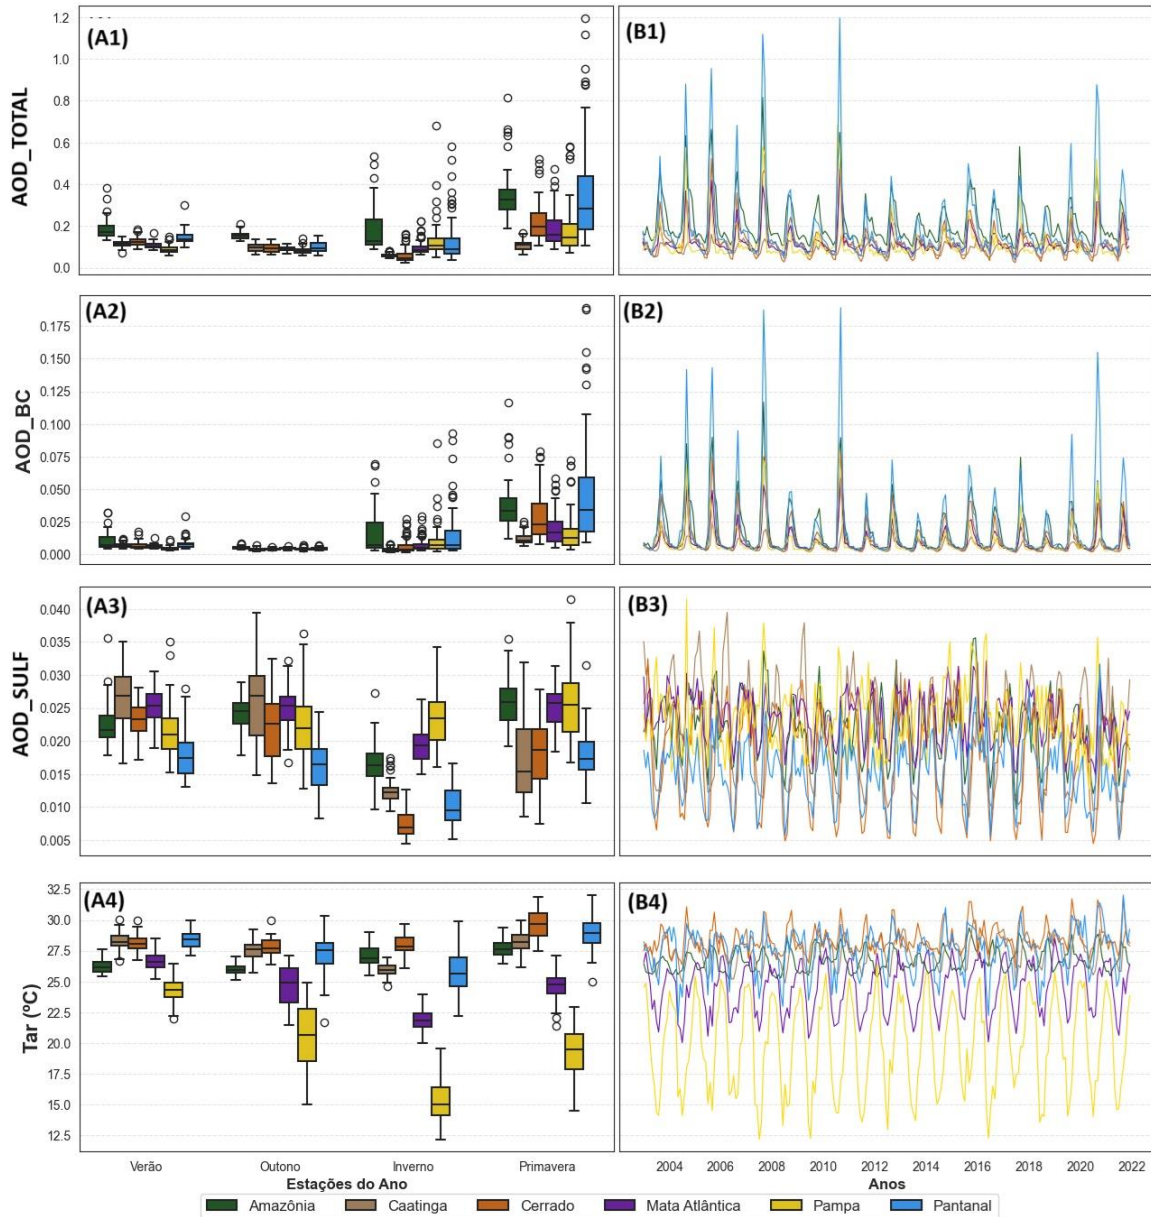 (A1)
(B1)
AOD_TOTAL
1.2
1.0
0.8
0.6
0.4
0.2
0.0
(A2)
(B2)
AOD_BC
0.175
0.150
0.125
0.100
0.075
0.050
0.025
0.000
(A3)
(B3)
AOD_SULF
0.040
0.035
0.030
0.025
0.020
0.015
0.010
0.005
(A4)
(B4)
Tar (ºC)
32.5
30.0
27.5
25.0
22.5
20.0
17.5
15.0
12.5
Verão Outono Inverno Primavera
2004 2006 2008 2010 2012 2014 2016 2018 2020 2022
Estações do Ano
Anos
Amazônia Caatinga Cerrado Mata Atlântica Pampa Pantanal